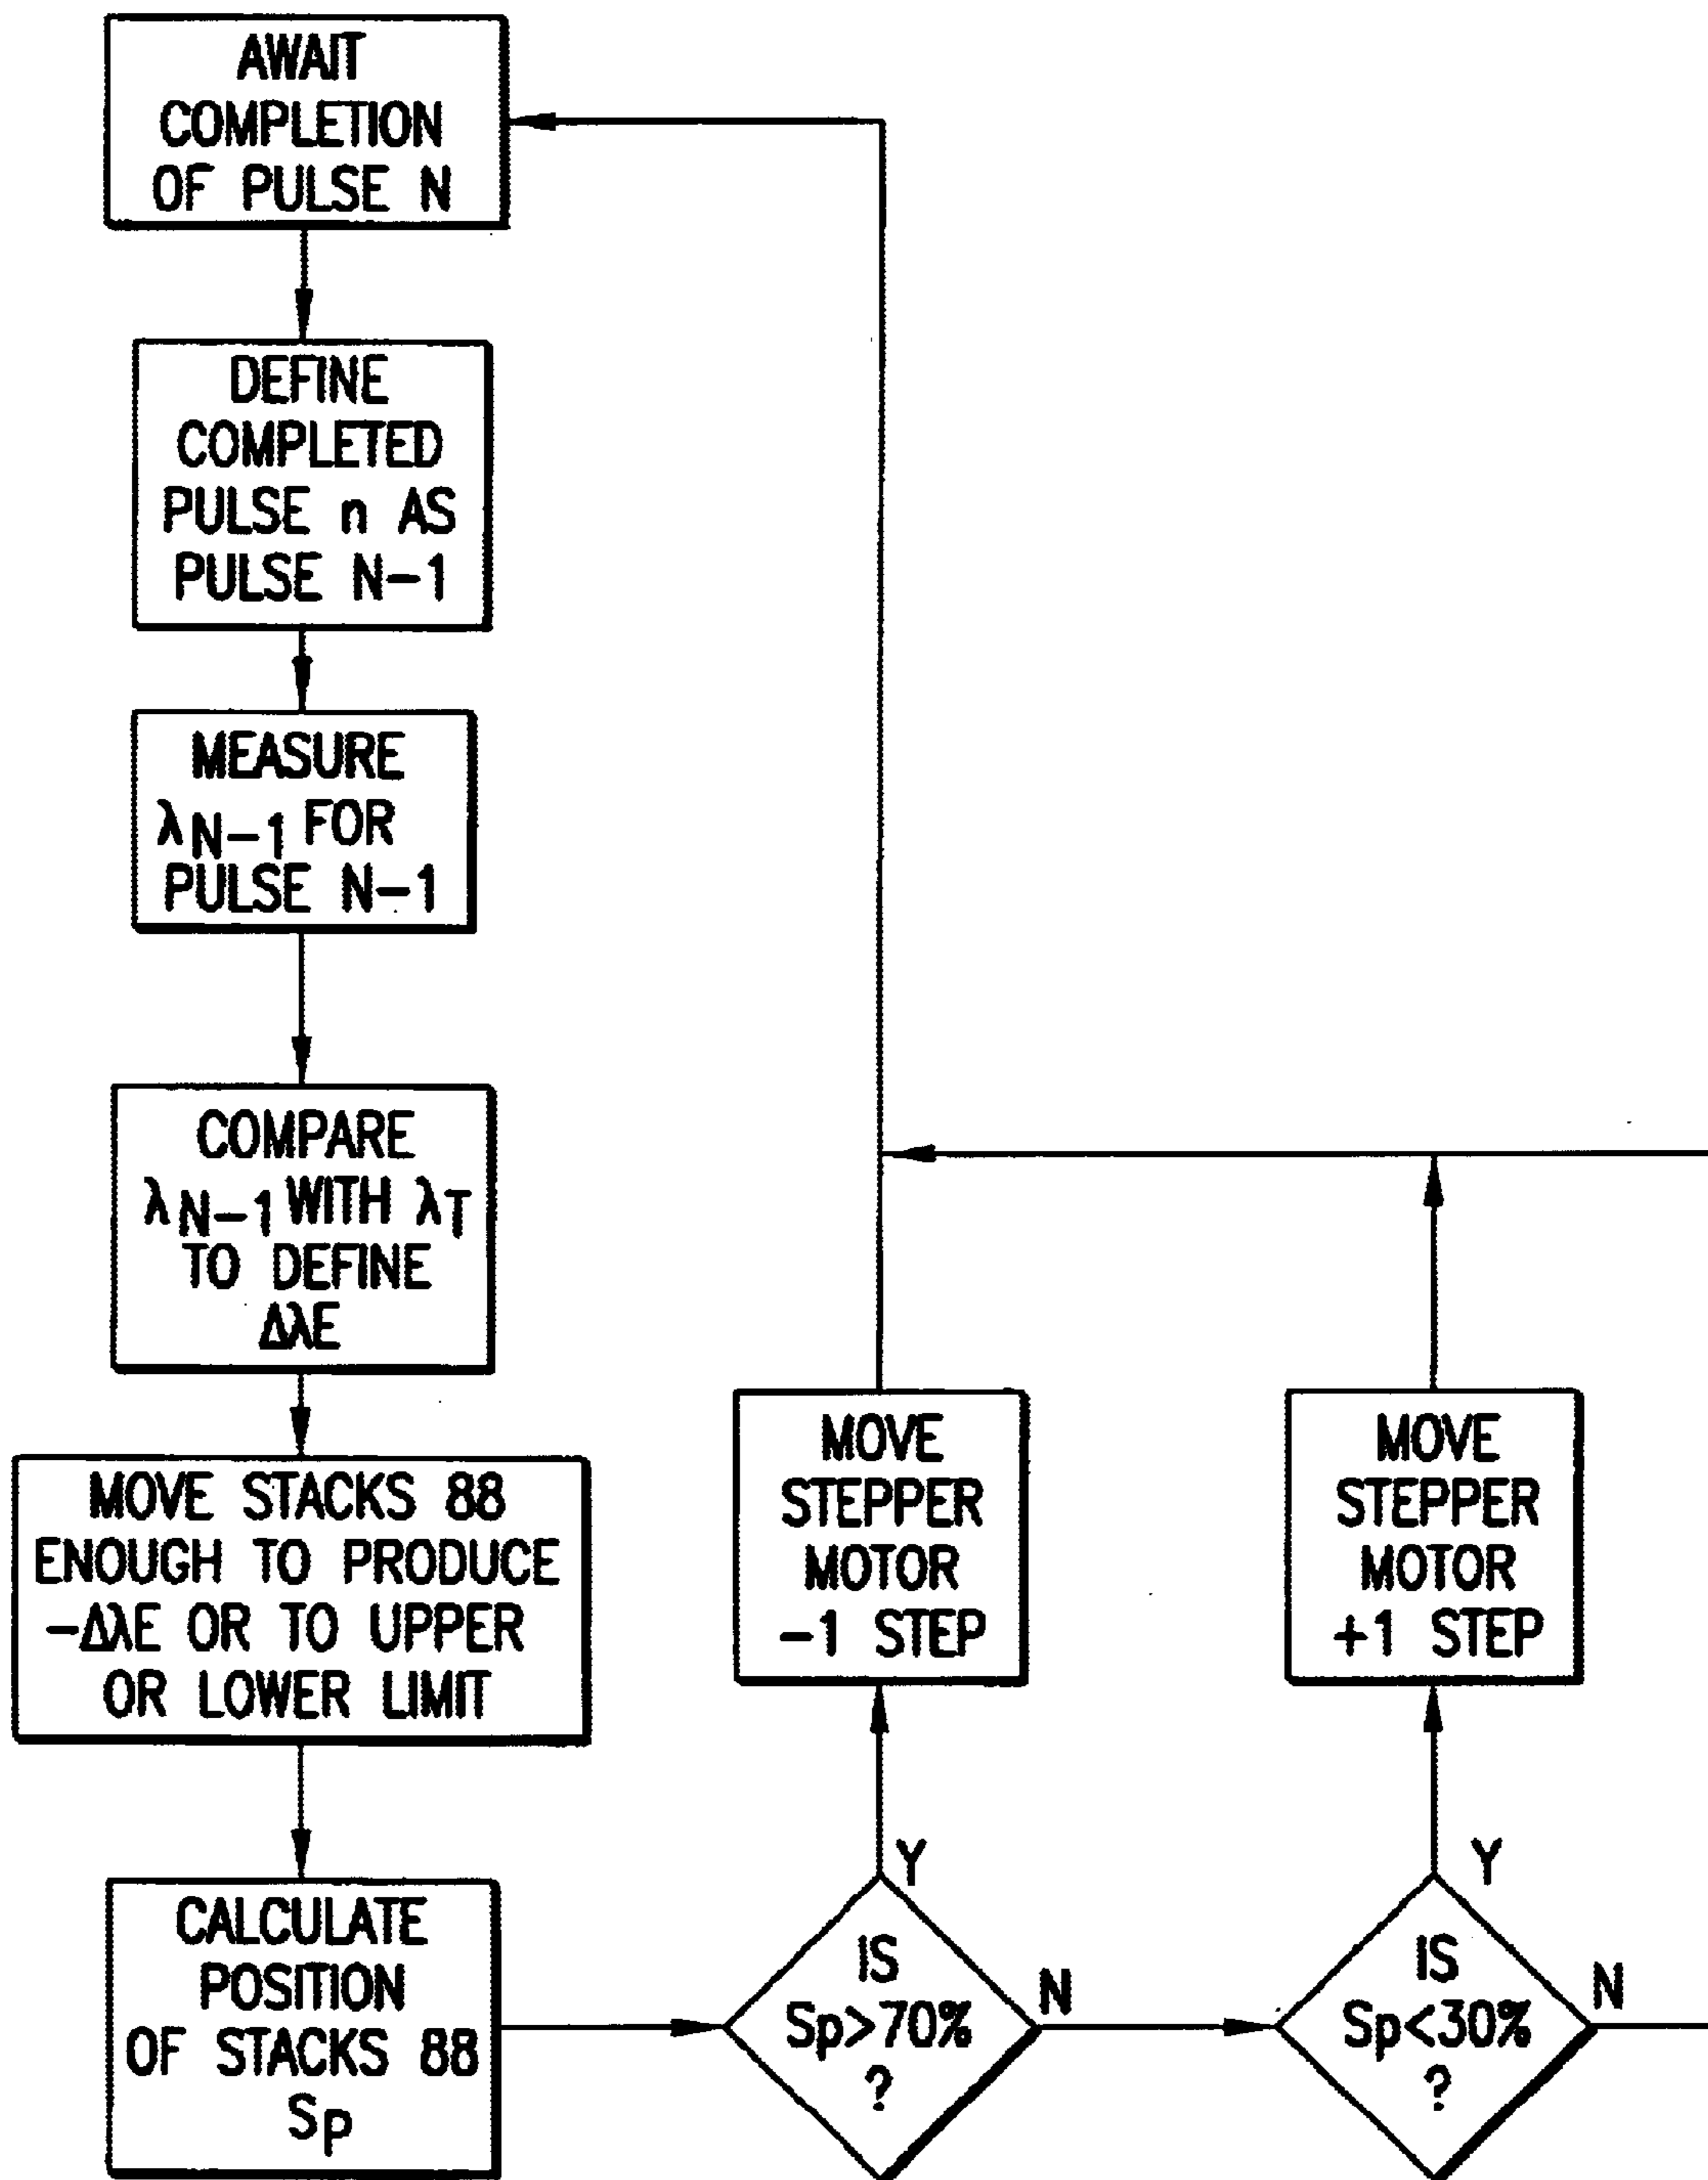 AWAIT
COMPLETION
OF PULSE N
DEFINE
COMPLETED
PULSE n AS
PULSE N-1
MEASURE
λN-1 FOR
PULSE N-1
COMPARE
λN-1 WITH λT
TO DEFINE
ΔλE
MOVE STACKS 88
ENOUGH TO PRODUCE
-ΔλE OR TO UPPER
OR LOWER LIMIT
CALCULATE
POSITION
OF STACKS 88
Sp
IS
Sp>70%
?
Y
N
MOVE
STEPPER
MOTOR
-1 STEP
IS
Sp<30%
?
Y
N
MOVE
STEPPER
MOTOR
+1 STEP